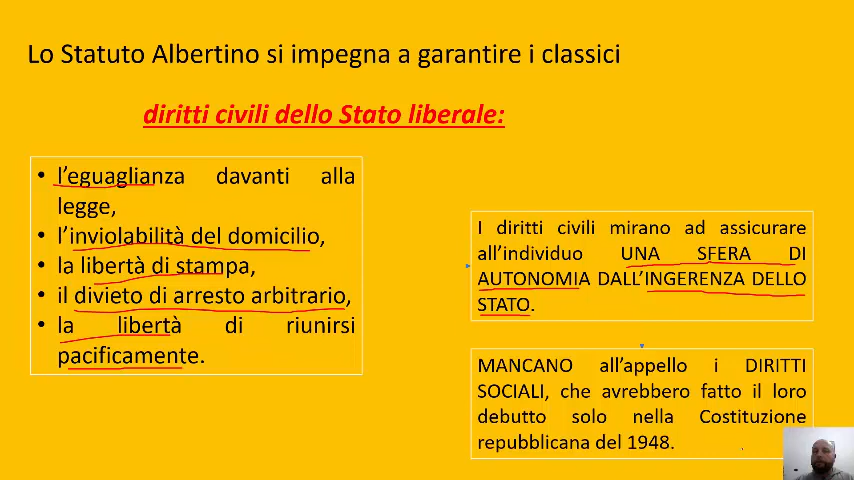 Lo Statuto Albertino si impegna a garantire i classici
diritti civili dello Stato liberale:
• l'eguaglianza davanti alla
legge,
• l'inviolabilità del domicilio,
• la libertà di stampa,
• il divieto di arresto arbitrario,
• la libertà di riunirsi
pacificamente.
I diritti civili mirano ad assicurare
all'individuo UNA SFERA DI
AUTONOMIA DALL'INGERENZA DELLO
STATO.
MANCANO all'appello i DIRITTI
SOCIALI, che avrebbero fatto il loro
debutto solo nella Costituzione
repubblicana del 1948.